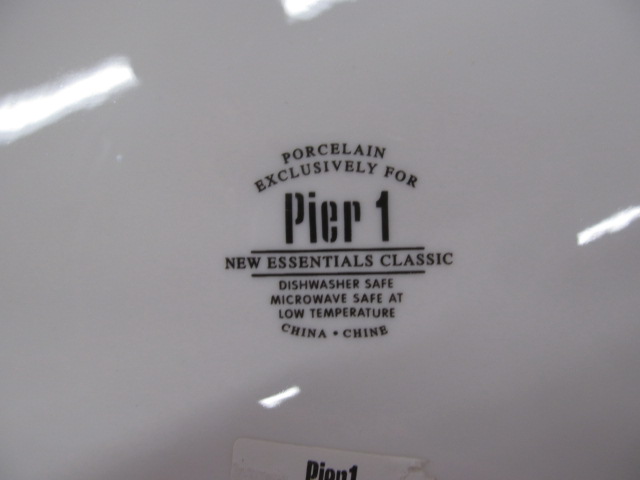 PORCELAIN
EXCLUSIVELY FOR
Pier 1
NEW ESSENTIALS CLASSIC
DISHWASHER SAFE
MICROWAVE SAFE AT
LOW TEMPERATURE
CHINA • CHINE
Pier1